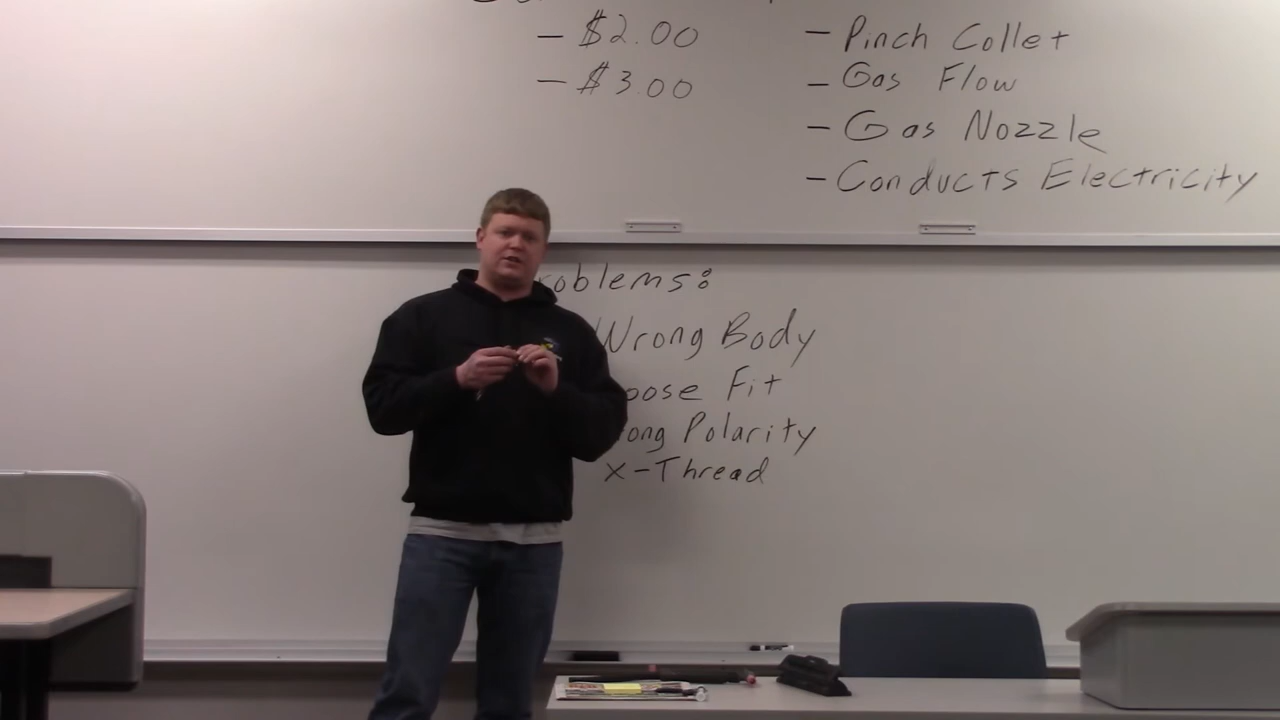 - $2.00
- $3.00
- Pinch Collet
- Gas Flow
- Gas Nozzle
- Conducts Electricity
roblems:
Wrong Body
oose Fit
ong Polarity
X-Thread